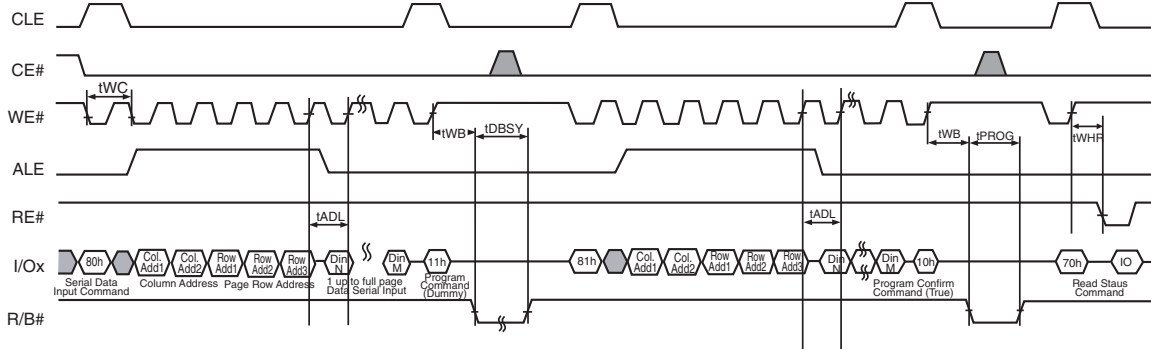 CLE
CE#
tWC
WE#
tWB
tDBSY
tWB
tPROG
tWHR
ALE
RE#
tADL
tADL
I/Ox
80h
Col. Add1
Col. Add2
Row Add1
Row Add2
Row Add3
Din N
Din M
11h
81h
Col. Add1
Col. Add2
Row Add1
Row Add2
Row Add3
Din N
Din M
10h
70h
IO
Serial Data
Input Command
Column Address
Page Row Address
1 up to full page
Data Serial Input
Program
Command
(Dummy)
Program Confirm
Command (True)
Read Staus
Command
R/B#